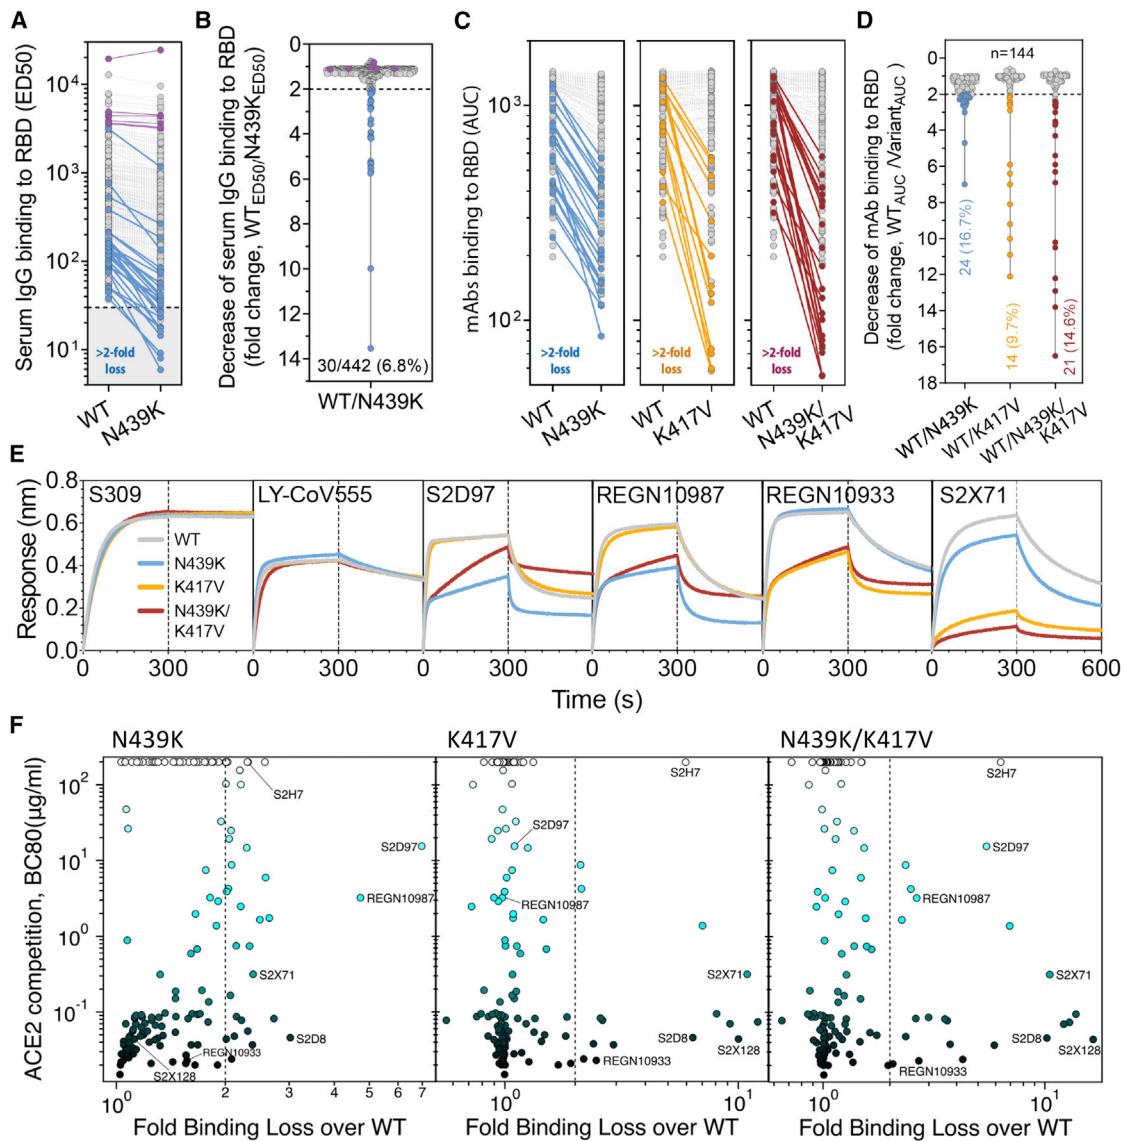 A
Serum IgG binding to RBD (ED50)
10⁴
10³
10²
10¹
>2-fold
loss
WT
N439K
B
Decrease of serum IgG binding to RBD
(fold change, WT_ED50/N439K_ED50)
0
2
4
6
8
10
12
14
30/442 (6.8%)
WT/N439K
C
mAbs binding to RBD (AUC)
10³
10²
>2-fold
loss
WT
N439K
>2-fold
loss
WT
K417V
>2-fold
loss
WT
N439K/
K417V
D
Decrease of mAb binding to RBD
(fold change, WT_AUC /Variant_AUC )
0
2
4
6
8
10
12
14
16
18
n=144
24 (16.7%)
14 (9.7%)
21 (14.6%)
WT/N439K
WT/K417V
WT/N439K/
K417V
E
Response (nm)
0.8
0.6
0.4
0.2
0.0
S309
WT
N439K
K417V
N439K/
K417V
LY-CoV555
S2D97
REGN10987
REGN10933
S2X71
0 300 0 300 0 300 0 300 0 300 0 300 600
Time (s)
F
ACE2 competition, BC80(μg/ml)
10²
10¹
10⁰
10⁻¹
N439K
S2H7
S2D97
REGN10987
S2X71
S2D8
REGN10933
S2X128
10⁰ 2 3 4 5 6 7
Fold Binding Loss over WT
K417V
S2H7
S2D97
REGN10987
S2X71
S2D8
S2X128
REGN10933
10⁰ 10¹
Fold Binding Loss over WT
N439K/K417V
S2H7
S2D97
REGN10987
S2X71
S2D8
S2X128
REGN10933
10⁰ 10¹
Fold Binding Loss over WT